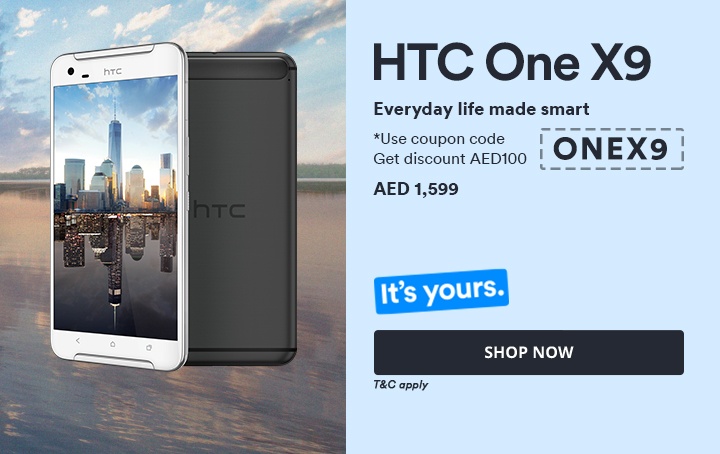 HTC One X9
Everyday life made smart
*Use coupon code
Get discount AED100
ONEX9
AED 1,599
It's yours.
SHOP NOW
T&C apply
hTC
hTC